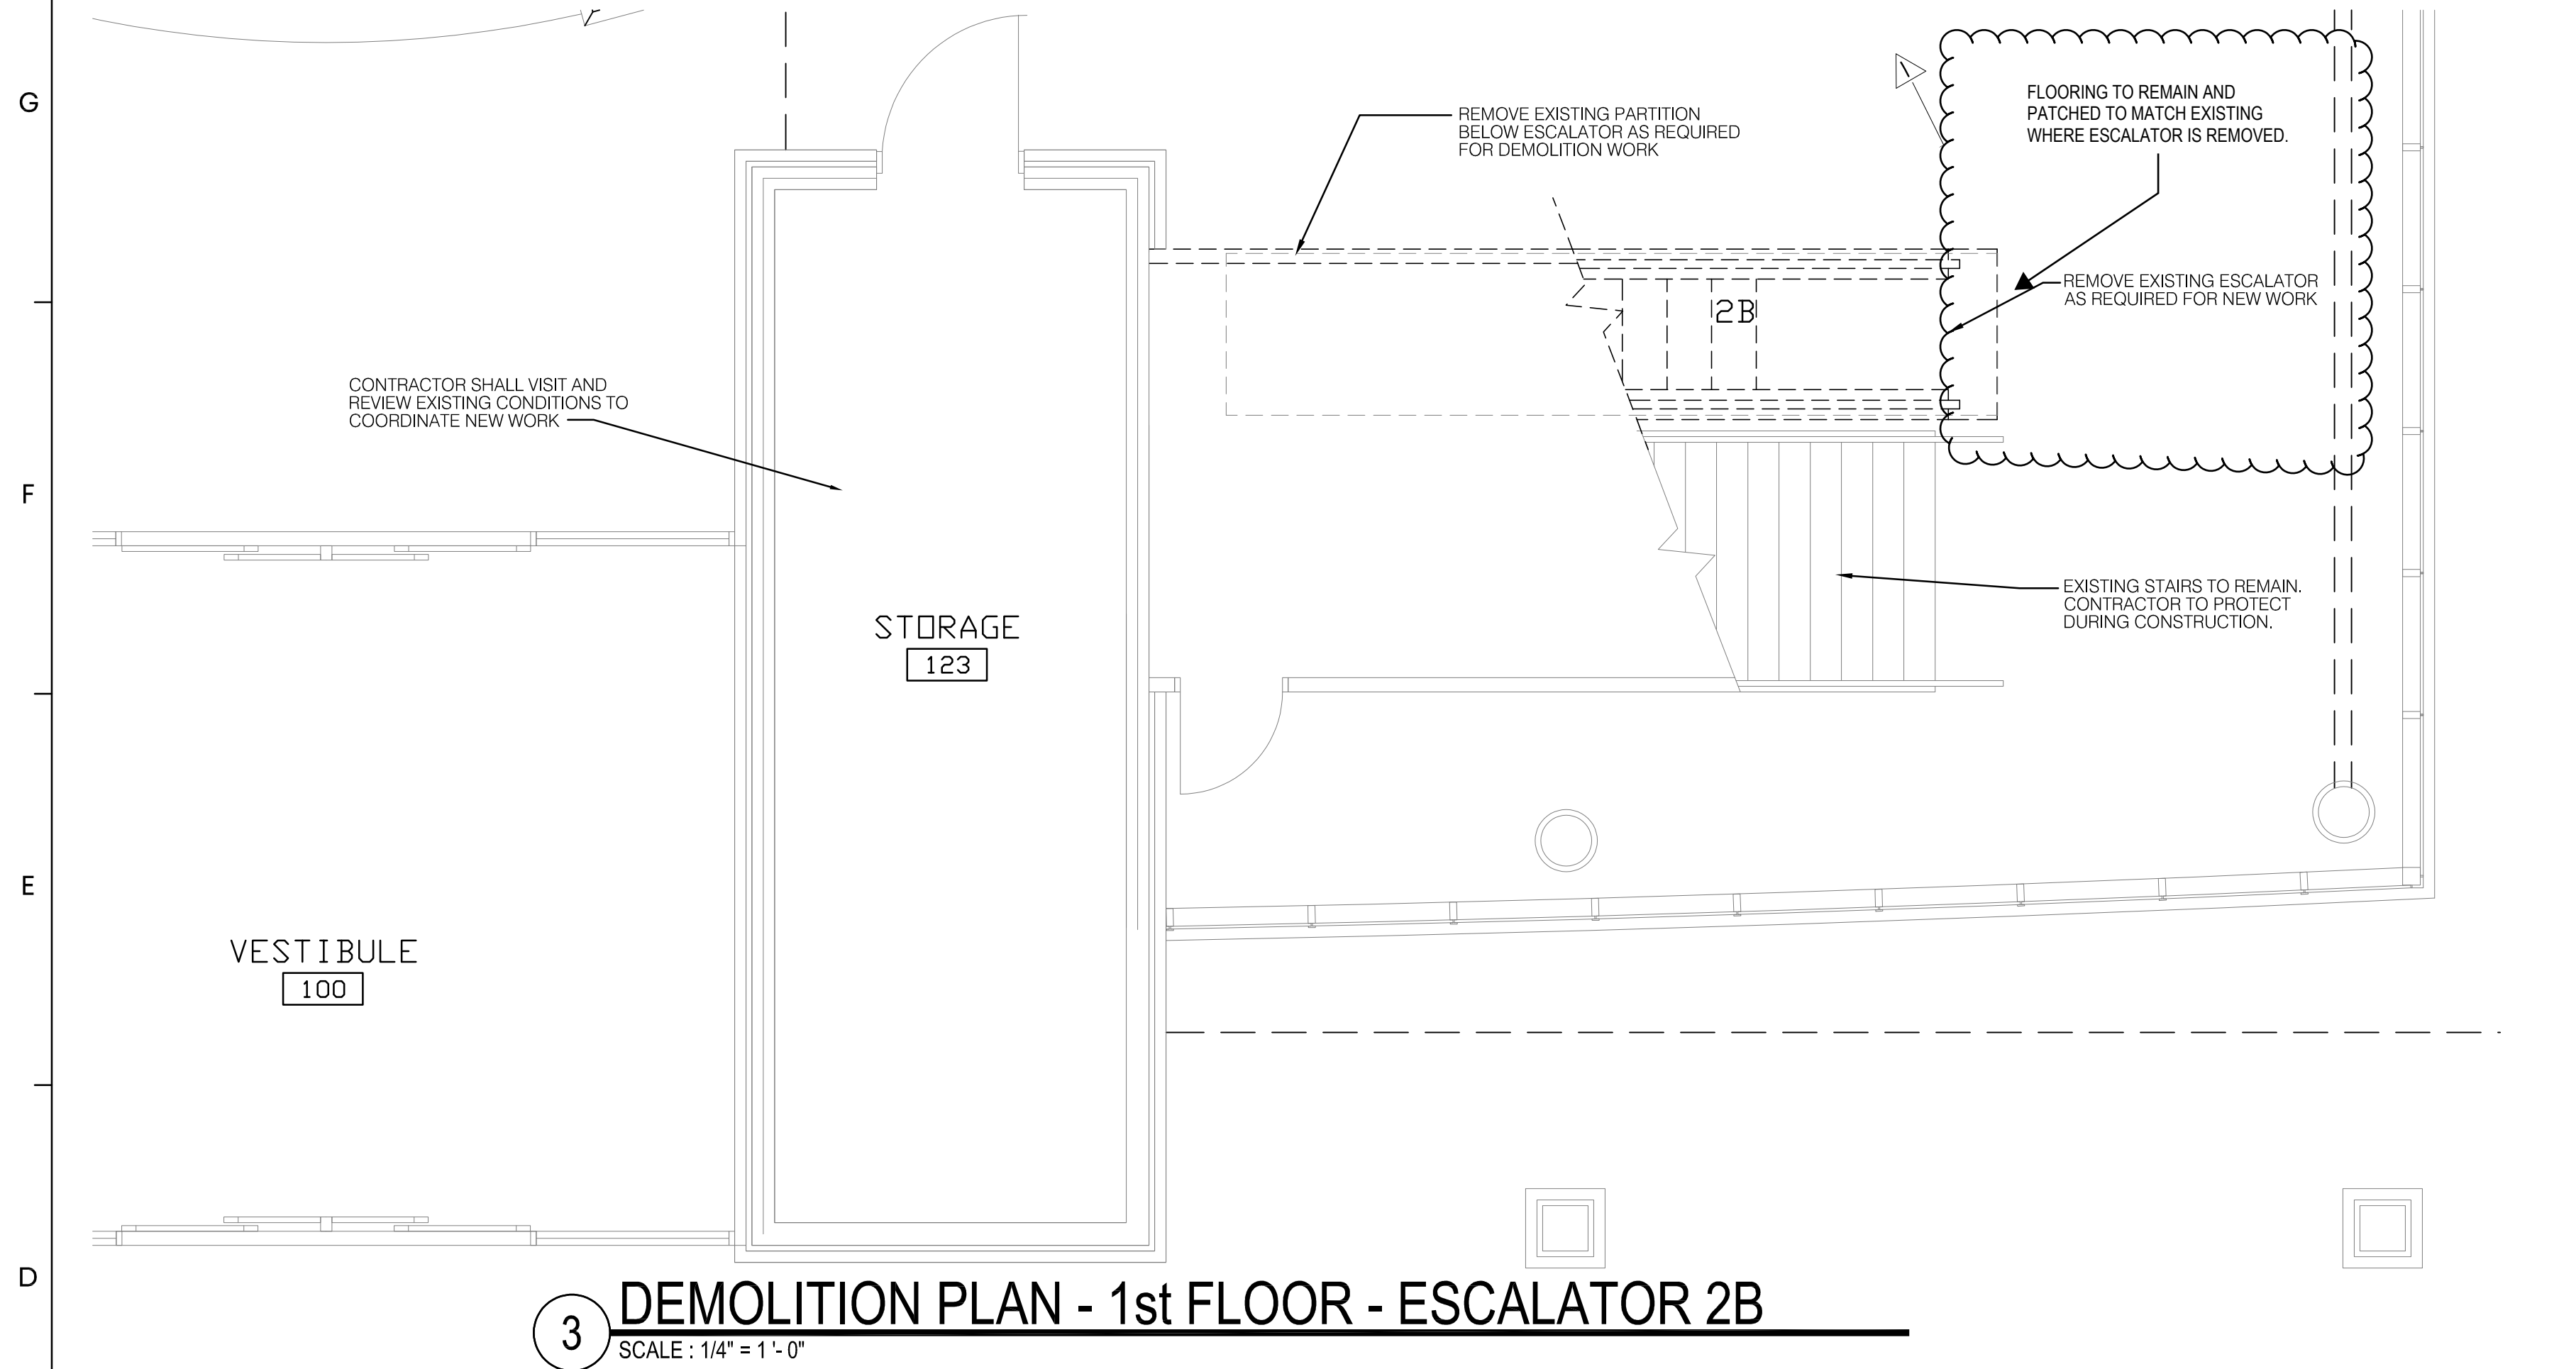 G
F
E
D
REMOVE EXISTING PARTITION
BELOW ESCALATOR AS REQUIRED
FOR DEMOLITION WORK
FLOORING TO REMAIN AND
PATCHED TO MATCH EXISTING
WHERE ESCALATOR IS REMOVED.
REMOVE EXISTING ESCALATOR
AS REQUIRED FOR NEW WORK
2B
CONTRACTOR SHALL VISIT AND
REVIEW EXISTING CONDITIONS TO
COORDINATE NEW WORK
EXISTING STAIRS TO REMAIN.
CONTRACTOR TO PROTECT
DURING CONSTRUCTION.
STORAGE
123
VESTIBULE
100
3
DEMOLITION PLAN - 1st FLOOR - ESCALATOR 2B
SCALE : 1/4" = 1 '- 0"